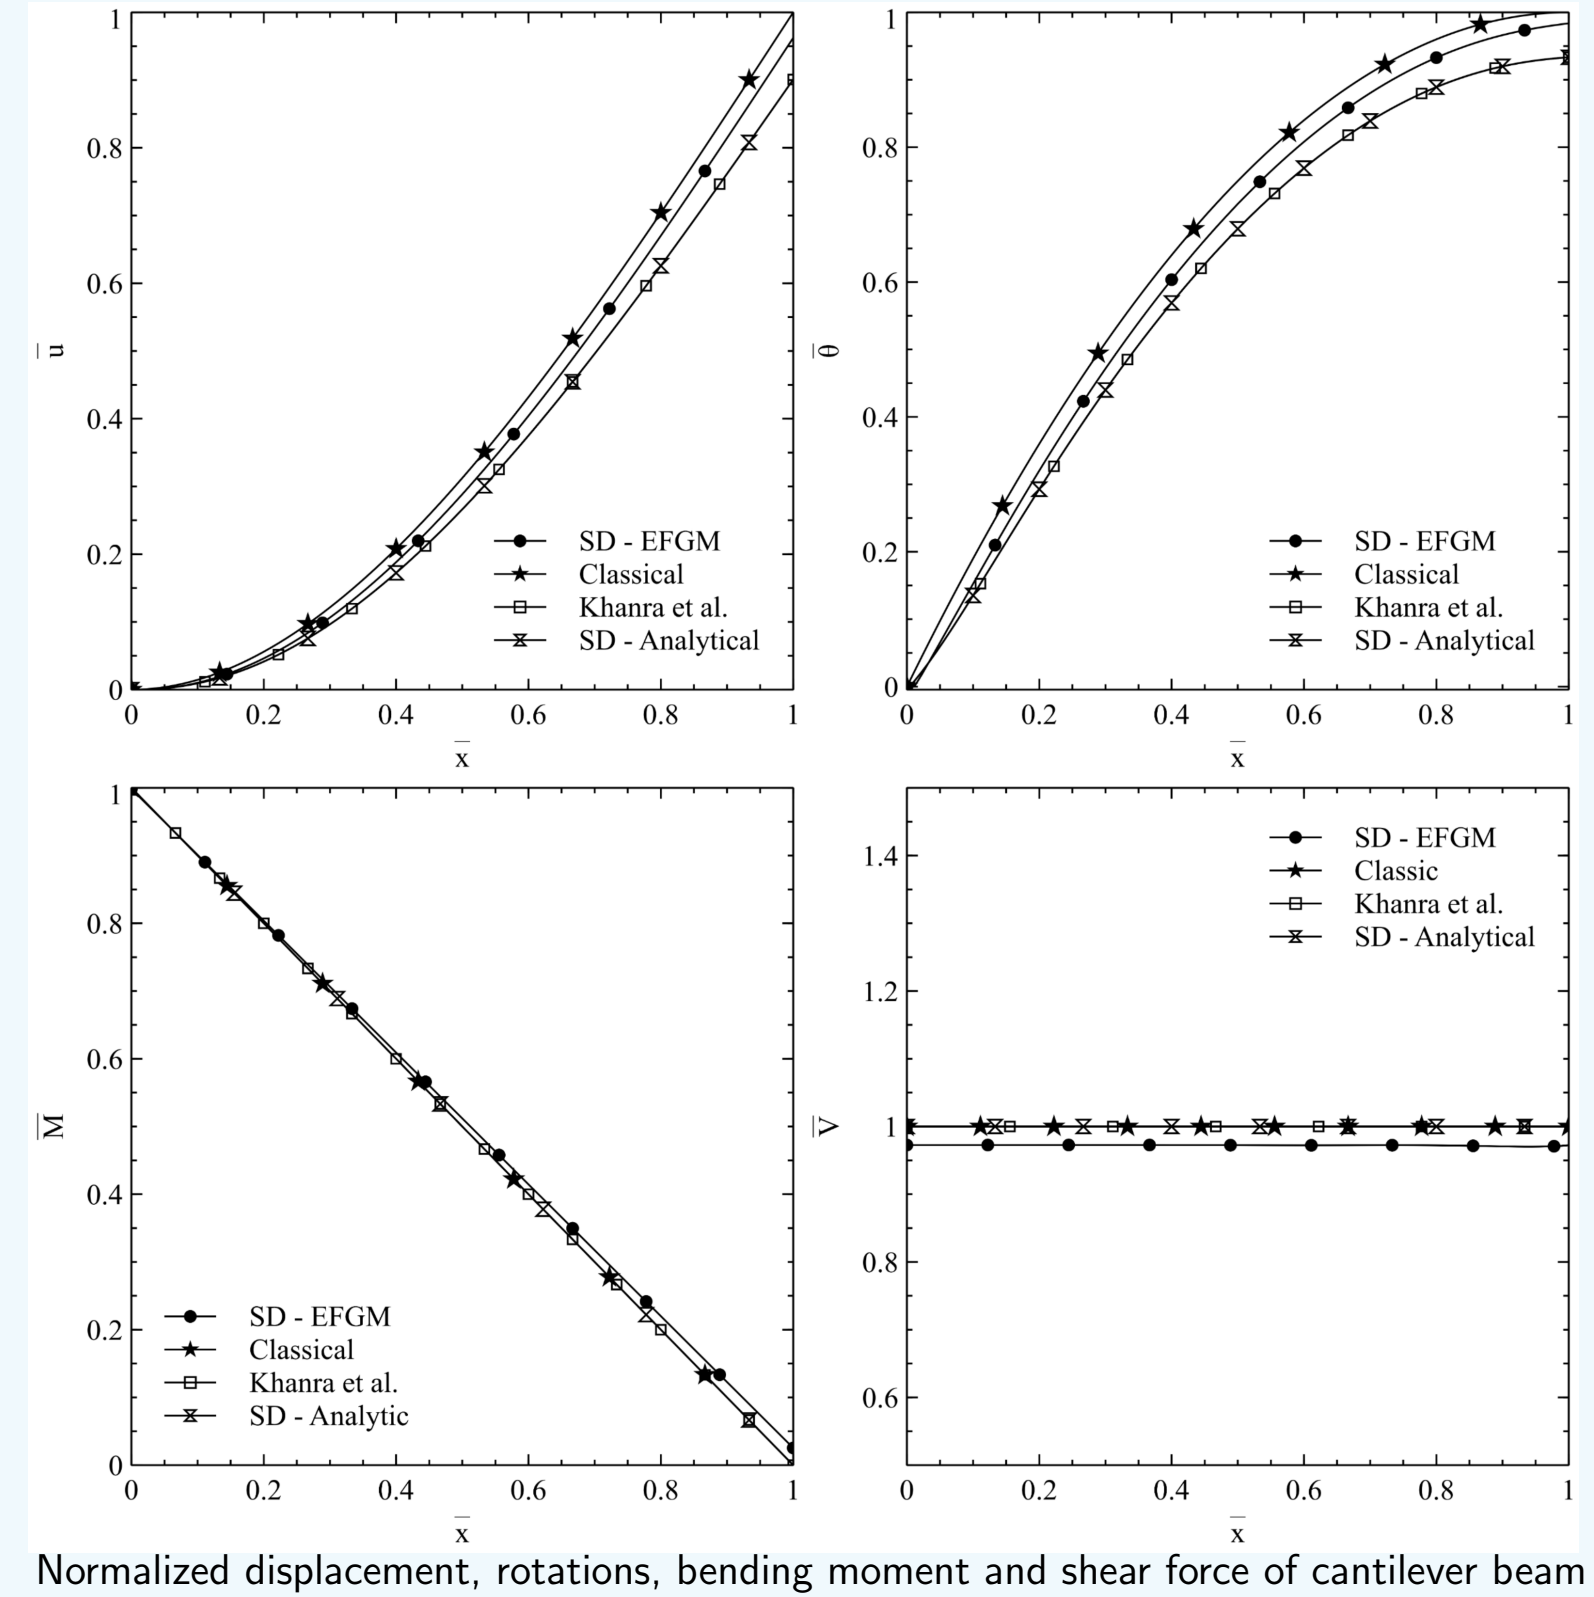 1
0.8
0.6
0.4
0.2
0
u̅
0 0.2 0.4 0.6 0.8 1
x̅
SD - EFGM
Classical
Khanra et al.
SD - Analytical
1
0.8
0.6
0.4
0.2
0
θ̅
0 0.2 0.4 0.6 0.8 1
x̅
SD - EFGM
Classical
Khanra et al.
SD - Analytical
1
0.8
0.6
0.4
0.2
0
M̅
0 0.2 0.4 0.6 0.8 1
x̅
SD - EFGM
Classical
Khanra et al.
SD - Analytic
1.4
1.2
1
0.8
0.6
V̅
0 0.2 0.4 0.6 0.8 1
x̅
SD - EFGM
Classic
Khanra et al.
SD - Analytical
Normalized displacement, rotations, bending moment and shear force of cantilever beam